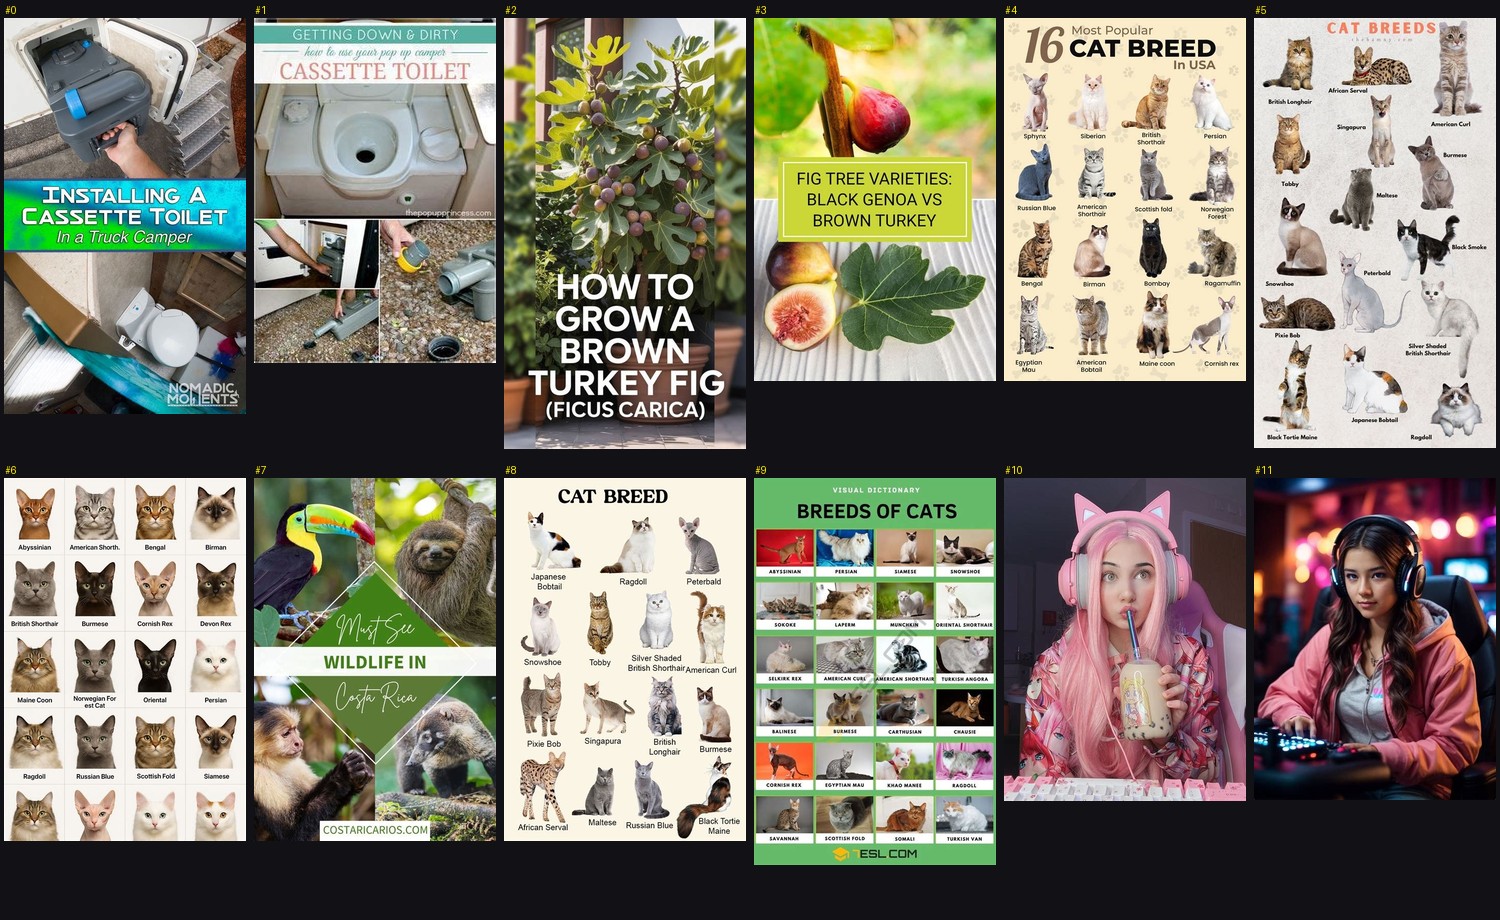 #0
INSTALLING A
CASSETTE TOILET
In a Truck Camper
NOMADIC
MOMENTS
#1
GETTING DOWN & DIRTY
how to use your pop up camper
CASSETTE TOILET
thepopupprincess.com
#2
HOW TO
GROW A
BROWN
TURKEY FIG
(FICUS CARICA)
#3
FIG TREE VARIETIES:
BLACK GENOA VS
BROWN TURKEY
#4
16 Most Popular
CAT BREED
In USA
Sphynx
Siberian
British
Shorthair
Persian
Russian Blue
American
Shorthair
Scottish fold
Norwegian
Forest
Bengal
Birman
Bombay
Ragamuffin
Egyptian
Mau
American
Bobtail
Maine coon
Cornish rex
#5
CAT BREEDS
British Longhair
African Serval
American Curl
Singapura
Burmese
Tabby
Maltese
Black Smoke
Peterbald
Snowshoe
Pixie Bob
Silver Shaded
British Shorthair
Japanese Bobtail
Black Tortie Maine
Ragdoll
#6
Abyssinian
American Shorth.
Bengal
Birman
British Shorthair
Burmese
Cornish Rex
Devon Rex
Maine Coon
Norwegian For
est Cat
Oriental
Persian
Ragdoll
Russian Blue
Scottish Fold
Siamese
#7
Must See
WILDLIFE IN
Costa Rica
COSTARICARIOS.COM
#8
CAT BREED
Japanese
Bobtail
Ragdoll
Peterbald
Snowshoe
Tobby
Silver Shaded
British Shorthair
American Curl
Pixie Bob
Singapura
British
Longhair
Burmese
African Serval
Maltese
Russian Blue
Black Tortie
Maine
#9
VISUAL DICTIONARY
BREEDS OF CATS
ABYSSINIAN
PERSIAN
SIAMESE
SNOWSHOE
SOKOKE
LAPERM
MUNCHKIN
ORIENTAL SHORTHAIR
SELKIRK REX
AMERICAN CURL
AMERICAN SHORTHAIR
TURKISH ANGORA
BALINESE
BURMESE
CARTHUSIAN
CHAUSIE
CORNISH REX
EGYPTIAN MAU
KHAO MANEE
RAGDOLL
SAVANNAH
SCOTTISH FOLD
SOMALI
TURKISH VAN
7ESL.COM
#10
#11